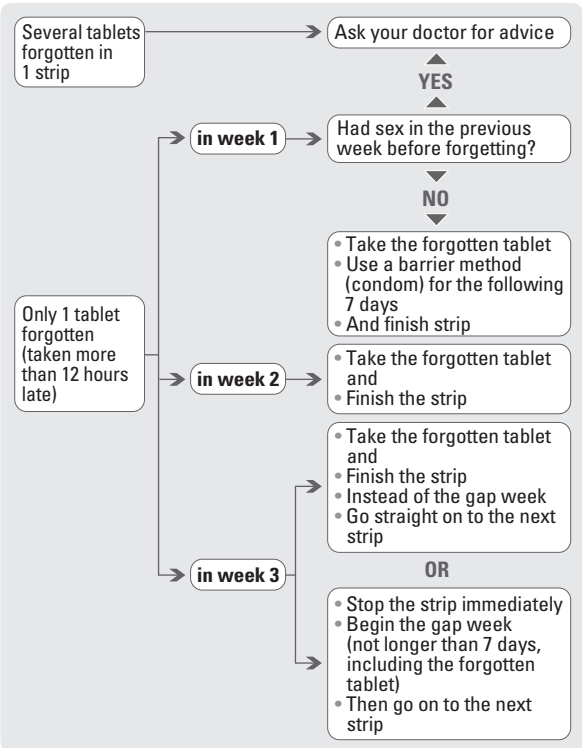 Several tablets
forgotten in
1 strip
Ask your doctor for advice
YES
in week 1
Had sex in the previous
week before forgetting?
NO
• Take the forgotten tablet
• Use a barrier method
(condom) for the following
7 days
• And finish strip
Only 1 tablet
forgotten
(taken more
than 12 hours
late)
in week 2
• Take the forgotten tablet
and
• Finish the strip
• Take the forgotten tablet
and
• Finish the strip
• Instead of the gap week
• Go straight on to the next
strip
in week 3
OR
• Stop the strip immediately
• Begin the gap week
(not longer than 7 days,
including the forgotten
tablet)
• Then go on to the next
strip